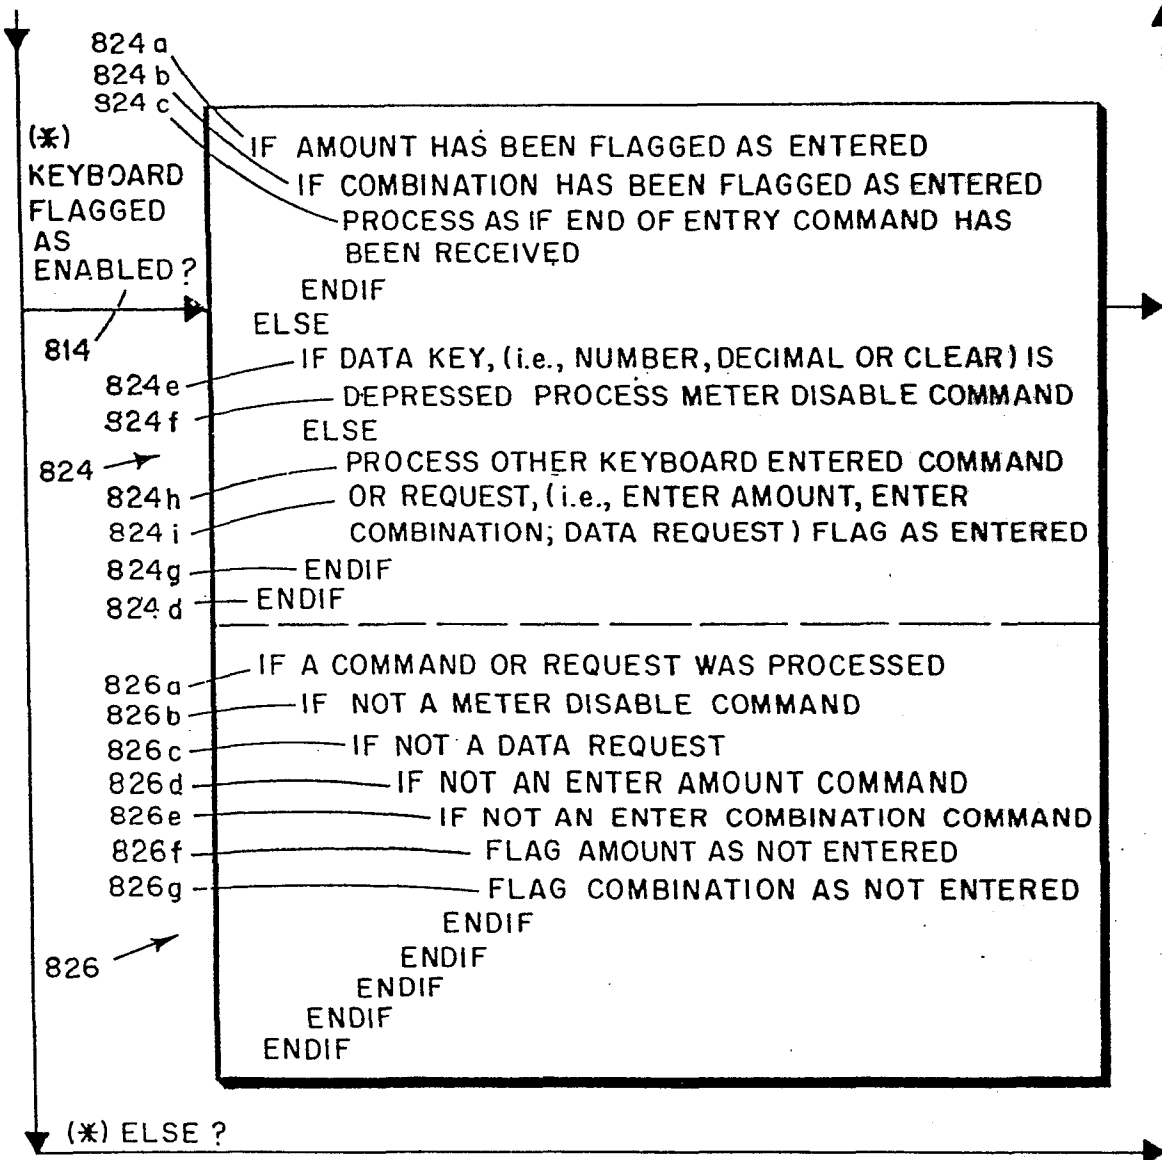 824 a
824 b
824 c
(*)
KEYBOARD
FLAGGED
AS
ENABLED ?
814
IF AMOUNT HAS BEEN FLAGGED AS ENTERED
IF COMBINATION HAS BEEN FLAGGED AS ENTERED
PROCESS AS IF END OF ENTRY COMMAND HAS
BEEN RECEIVED
ENDIF
ELSE
824e IF DATA KEY, (i.e., NUMBER, DECIMAL OR CLEAR) IS
824f DEPRESSED PROCESS METER DISABLE COMMAND
ELSE
824
824h PROCESS OTHER KEYBOARD ENTERED COMMAND
824i OR REQUEST, (i.e., ENTER AMOUNT, ENTER
COMBINATION; DATA REQUEST) FLAG AS ENTERED
824g ENDIF
824d ENDIF
826a IF A COMMAND OR REQUEST WAS PROCESSED
826b IF NOT A METER DISABLE COMMAND
826c IF NOT A DATA REQUEST
826d IF NOT AN ENTER AMOUNT COMMAND
826e IF NOT AN ENTER COMBINATION COMMAND
826f FLAG AMOUNT AS NOT ENTERED
826g FLAG COMBINATION AS NOT ENTERED
ENDIF
826
ENDIF
ENDIF
ENDIF
ENDIF
(*) ELSE ?